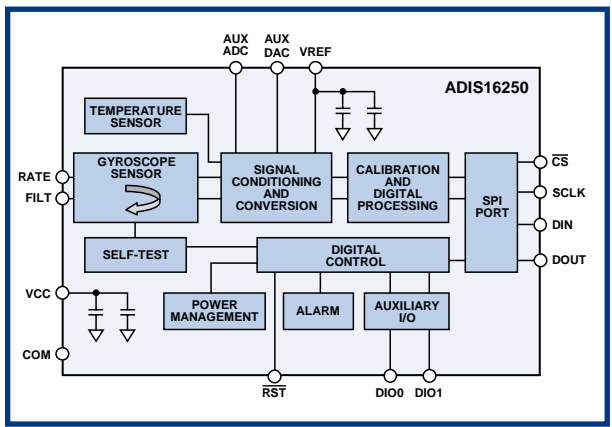 AUX
ADC
AUX
DAC
VREF
ADIS16250
TEMPERATURE
SENSOR
GYROSCOPE
SENSOR
SIGNAL
CONDITIONING
AND
CONVERSION
CALIBRATION
AND
DIGITAL
PROCESSING
SPI
PORT
RATE
FILT
CS
SCLK
DIN
DOUT
SELF-TEST
DIGITAL
CONTROL
VCC
POWER
MANAGEMENT
ALARM
AUXILIARY
I/O
COM
RST
DIO0
DIO1